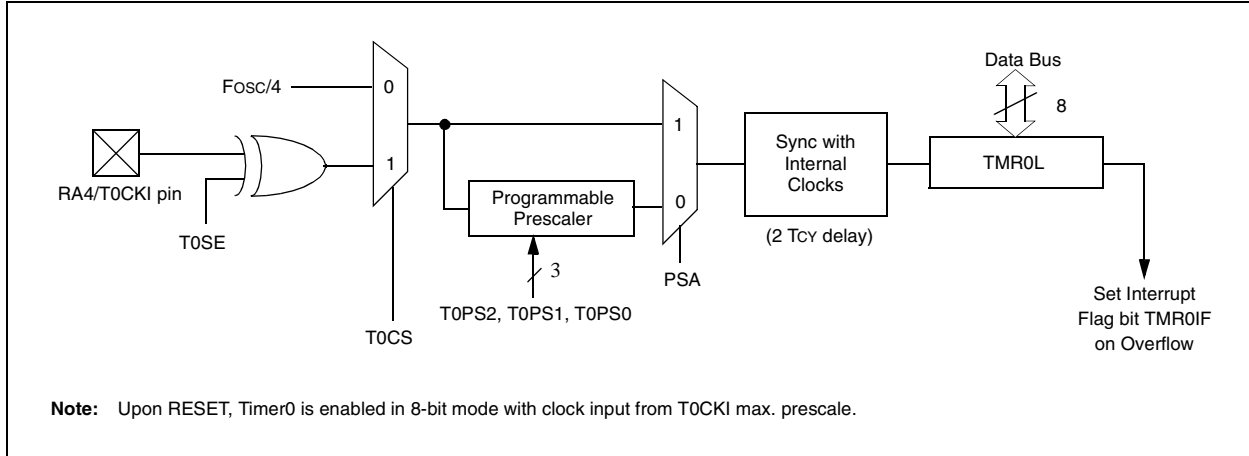 Data Bus
8
FOSC/4
0
1
RA4/T0CKI pin
T0SE
T0CS
Programmable
Prescaler
3
T0PS2, T0PS1, T0PS0
1
0
PSA
Sync with
Internal
Clocks
(2 TCY delay)
TMR0L
Set Interrupt
Flag bit TMR0IF
on Overflow
Note: Upon RESET, Timer0 is enabled in 8-bit mode with clock input from T0CKI max. prescale.